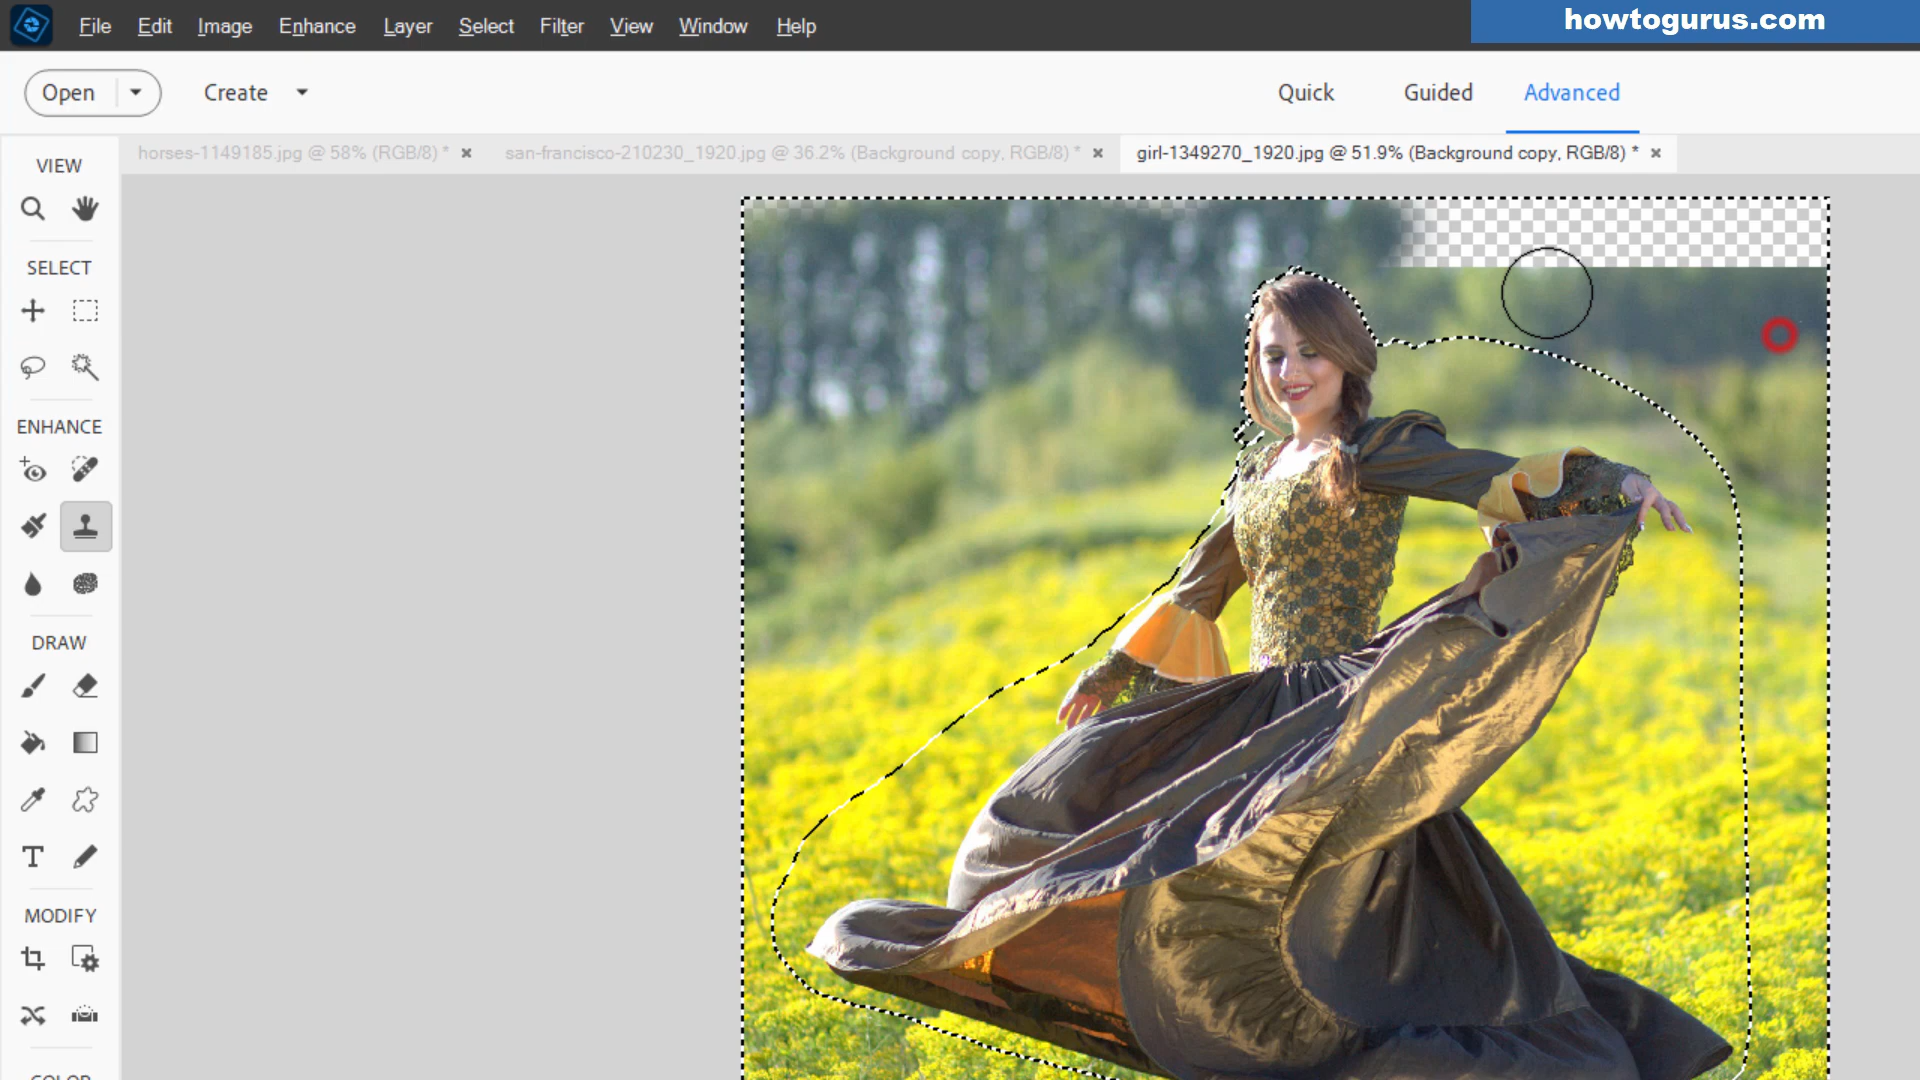 File Edit Image Enhance Layer Select Filter View Window Help
howtogurus.com
Open Create Quick Guided Advanced
horses-1149185.jpg @ 58% (RGB/8) * san-francisco-210230_1920.jpg @ 36.2% (Background copy, RGB/8) * girl-1349270_1920.jpg @ 51.9% (Background copy, RGB/8) *
VIEW
SELECT
ENHANCE
DRAW
MODIFY
COLOR